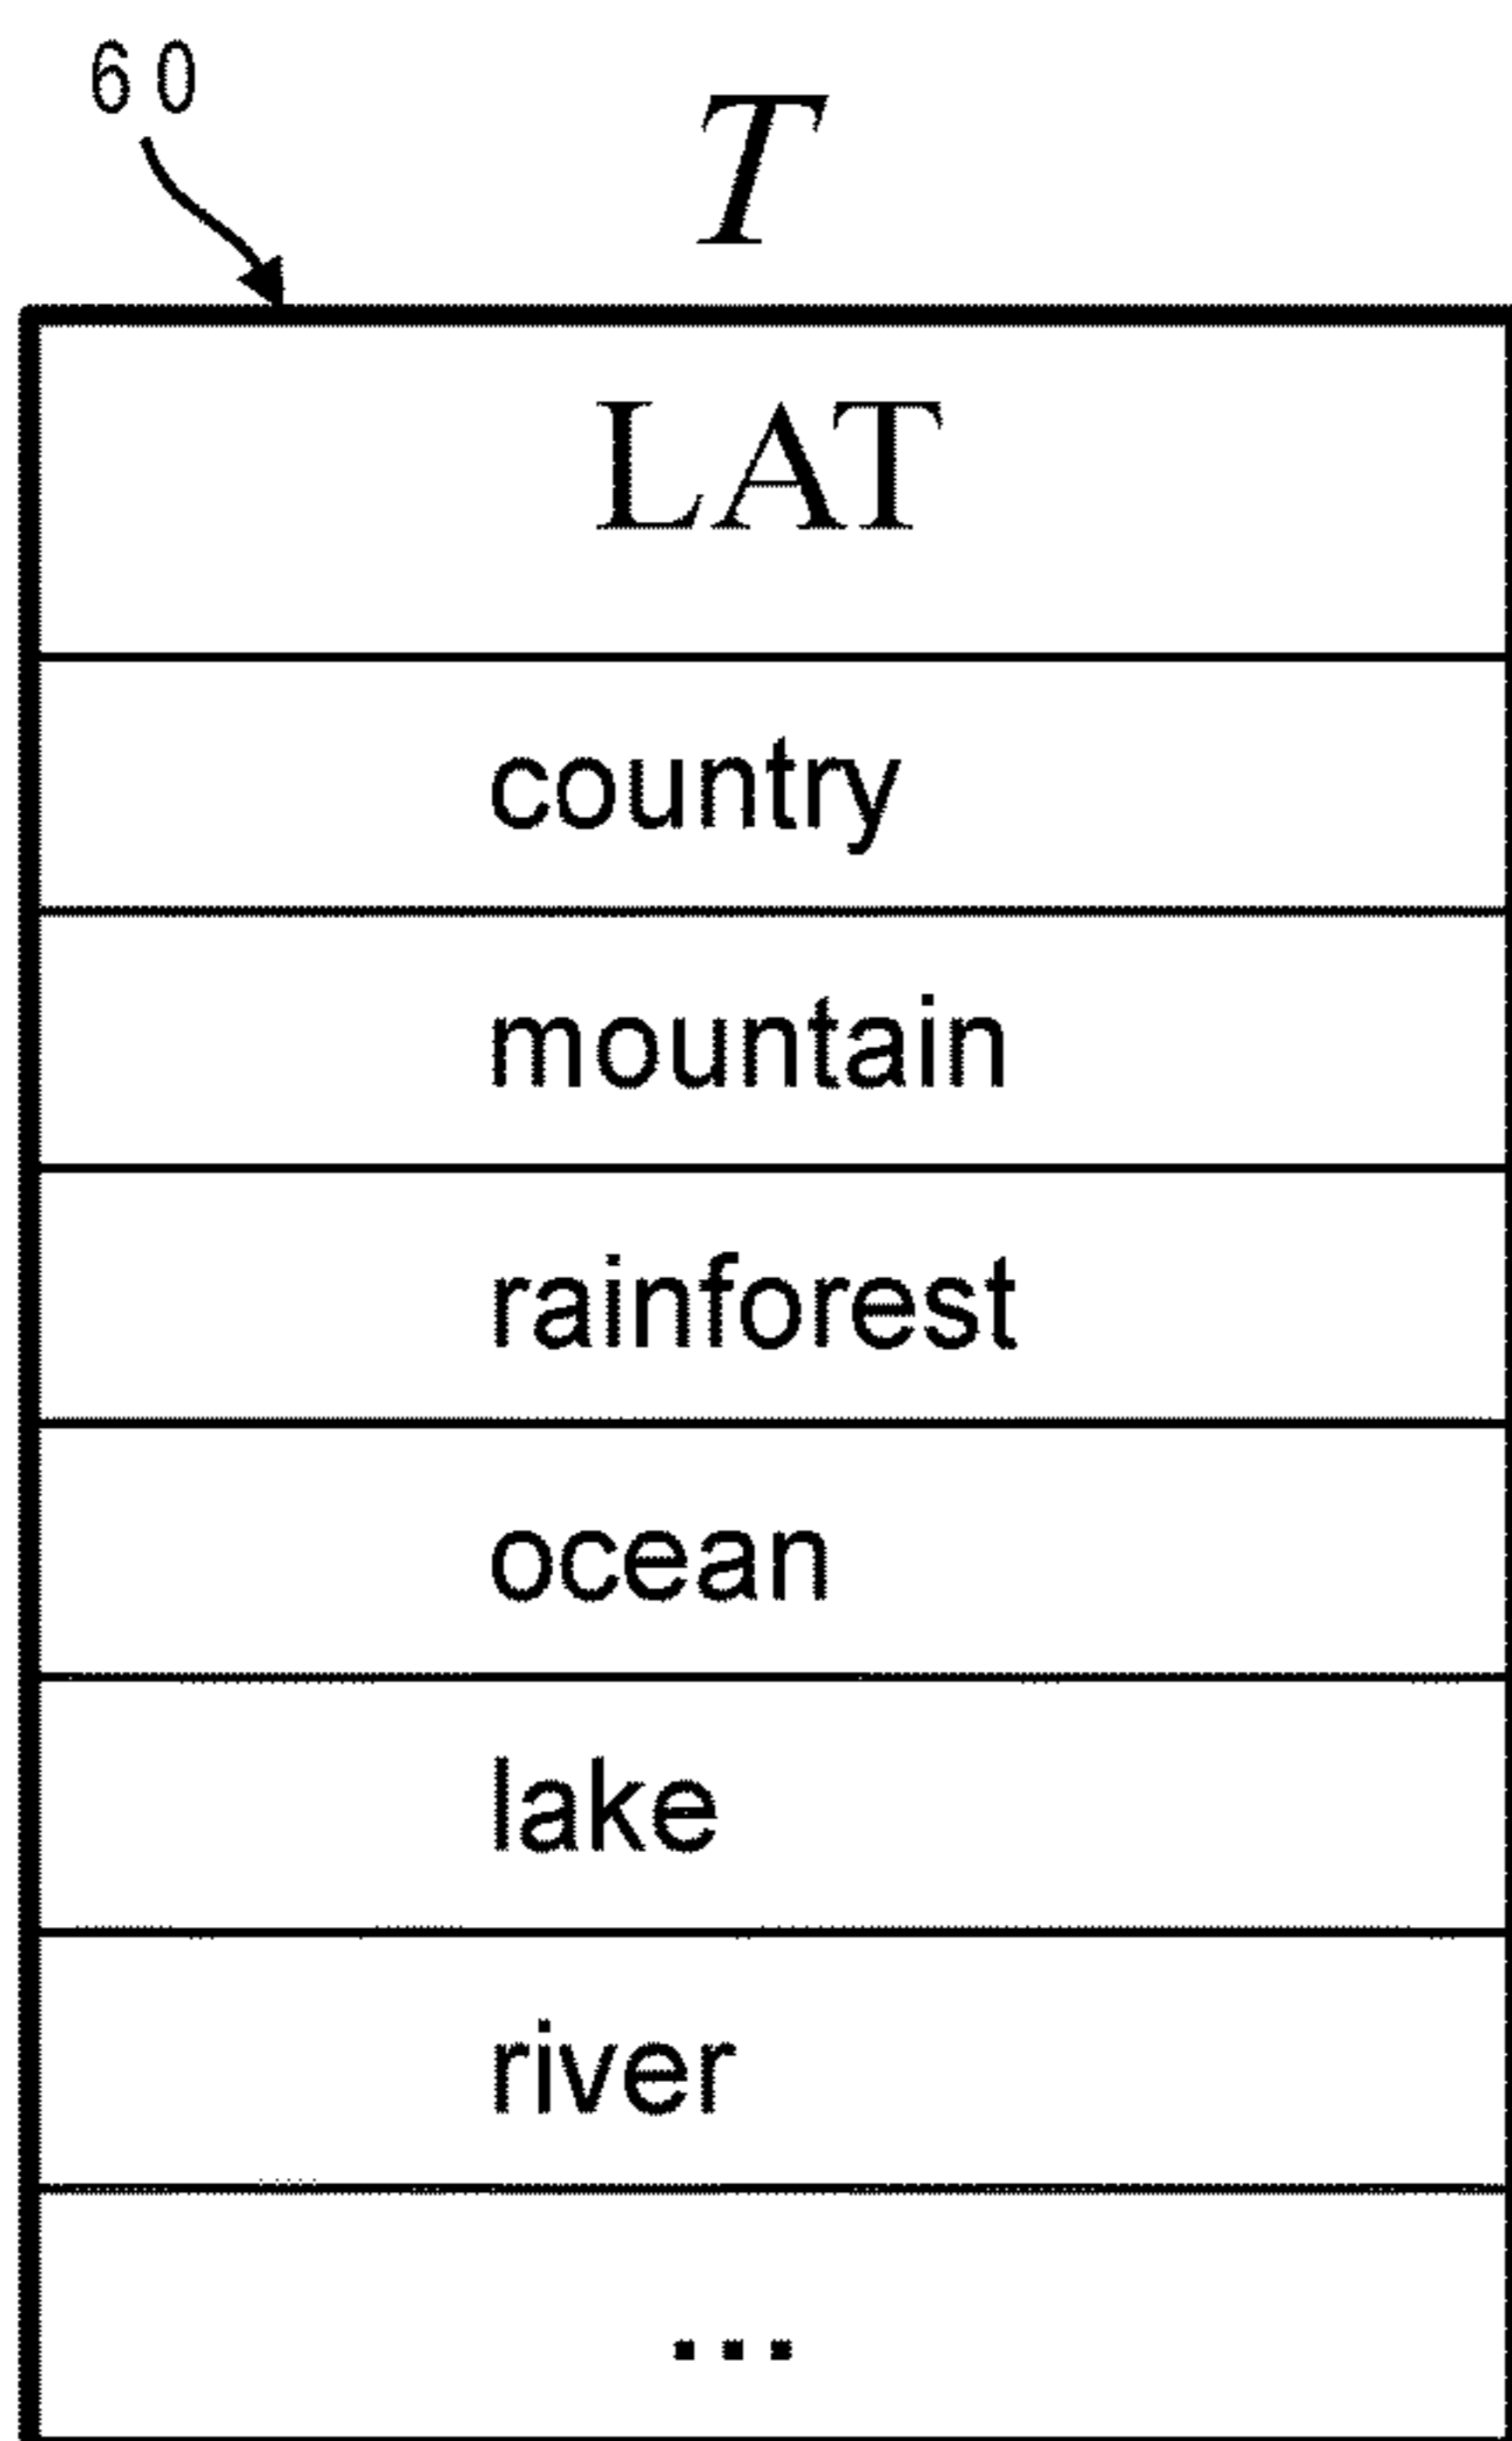 60
T
LAT
country
mountain
rainforest
ocean
lake
river
...